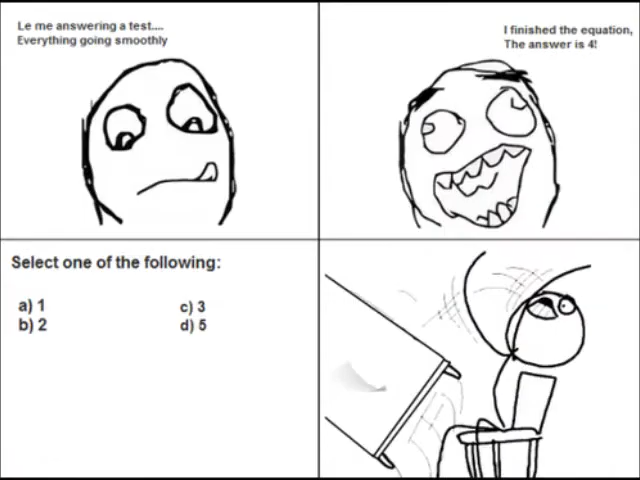 Le me answering a test....
Everything going smoothly
I finished the equation,
The answer is 4!
Select one of the following:
a) 1
b) 2
c) 3
d) 5